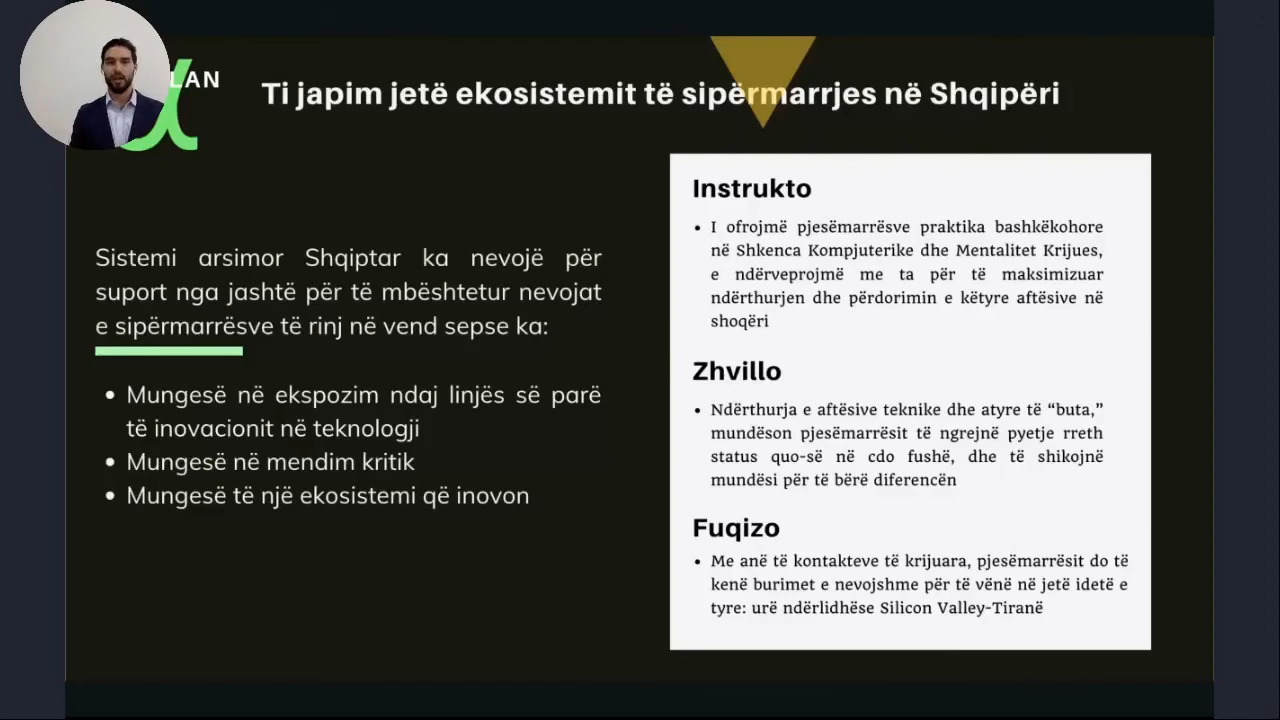 LAN
Ti japim jetë ekosistemit të sipërmarrjes në Shqipëri
Sistemi arsimor Shqiptar ka nevojë për
suport nga jashtë për të mbështetur nevojat
e sipërmarrësve të rinj në vend sepse ka:
• Mungesë në ekspozim ndaj linjës së parë
të inovacionit në teknologji
• Mungesë në mendim kritik
• Mungesë të një ekosistemi që inovon
Instrukto
• I ofrojmë pjesëmarrësve praktika bashkëkohore
në Shkenca Kompjuterike dhe Mentalitet Krijues,
e ndërveprojmë me ta për të maksimizuar
ndërthurjen dhe përdorimin e këtyre aftësive në
shoqëri
Zhvillo
• Ndërthurja e aftësive teknike dhe atyre të “buta,”
mundëson pjesëmarrësit të ngrejnë pyetje rreth
status quo-së në cdo fushë, dhe të shikojnë
mundësi për të bërë diferencën
Fuqizo
• Me anë të kontakteve të krijuara, pjesëmarrësit do të
kenë burimet e nevojshme për të vënë në jetë idetë e
tyre: urë ndërlidhëse Silicon Valley-Tiranë